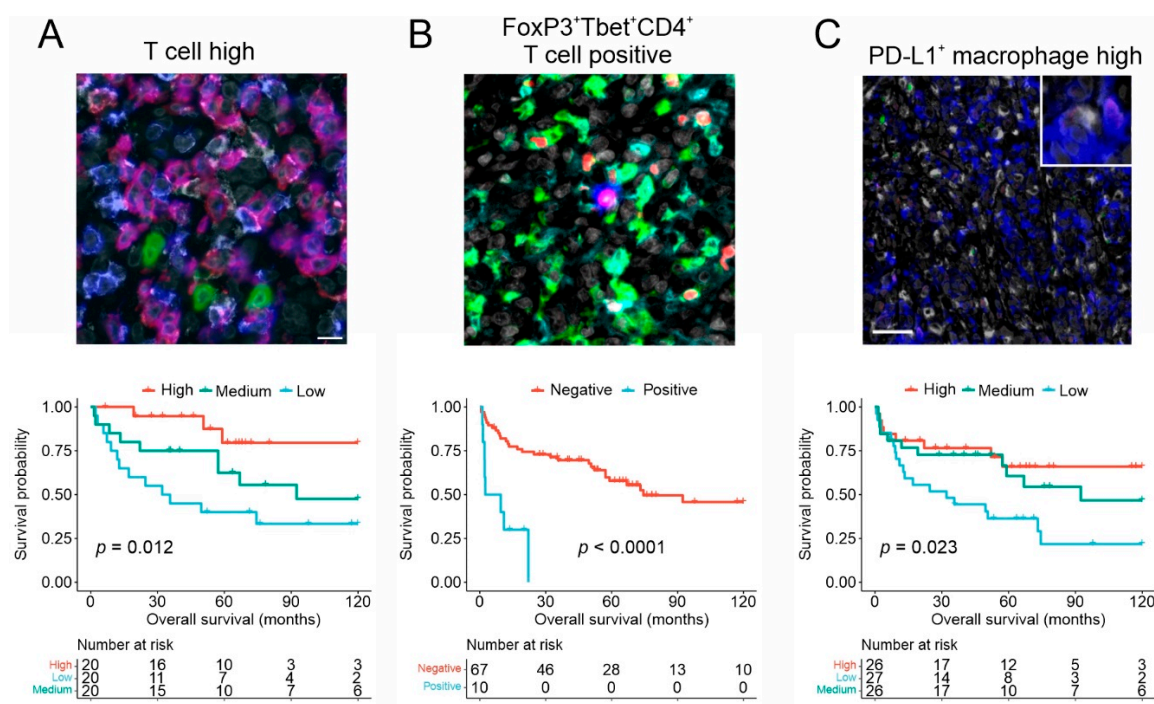 A
T cell high
B
FoxP3⁺Tbet⁺CD4⁺
T cell positive
C
PD-L1⁺ macrophage high
High Medium Low
Survival probability
1.00
0.75
0.50
0.25
0.00
p = 0.012
0 30 60 90 120
Overall survival (months)
Number at risk
High 20 16 10 3 3
Low 20 11 7 4 2
Medium 20 15 10 7 6
Negative Positive
Survival probability
1.00
0.75
0.50
0.25
0.00
p < 0.0001
0 30 60 90 120
Overall survival (months)
Number at risk
Negative 67 46 28 13 10
Positive 10 0 0 0 0
High Medium Low
Survival probability
1.00
0.75
0.50
0.25
0.00
p = 0.023
0 30 60 90 120
Overall survival (months)
Number at risk
High 26 17 12 5 3
Low 27 14 8 3 2
Medium 26 17 10 7 6